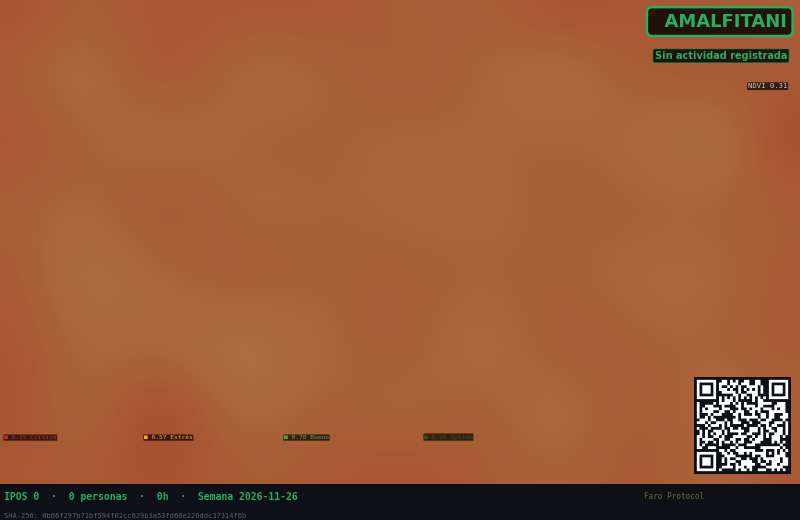 AMALFITANI
Sin actividad registrada
NDVI 0.31
■ 0.57 Estrés
■ 0.70 Bueno
IPOS 0 · 0 personas · 0h · Semana 2026-11-26
Faro Protocol
SHA-256: 0b66f297b71bf594f82cc029b3a53fd60e226ddc37314f6b